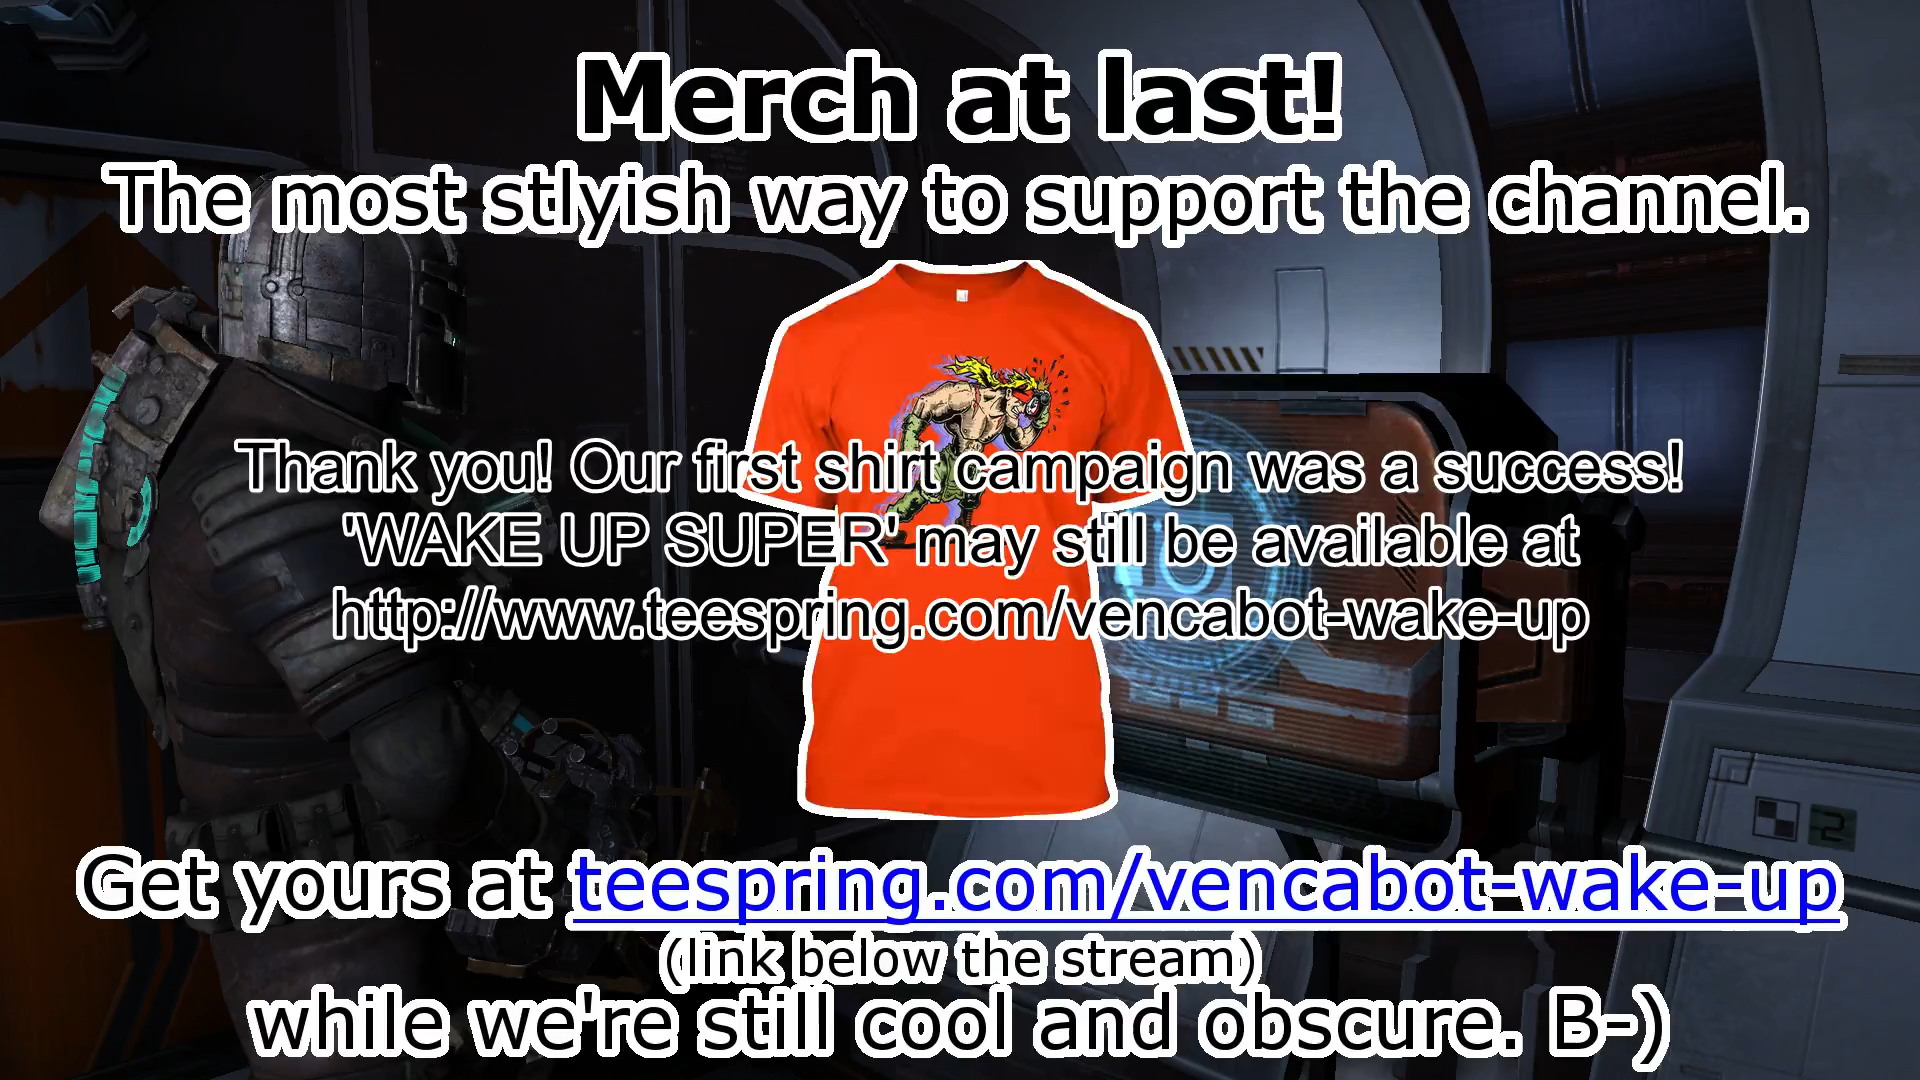 Merch at last!
The most stlyish way to support the channel.
Thank you! Our first shirt campaign was a success!
'WAKE UP SUPER' may still be available at
http://www.teespring.com/vencabot-wake-up
2
Get yours at teespring.com/vencabot-wake-up
(link below the stream)
while we're still cool and obscure. B-)